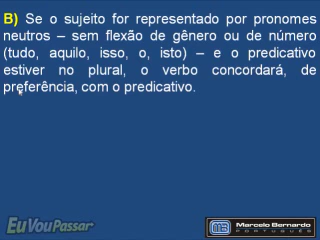 B) Se o sujeito for representado por pronomes
neutros – sem flexão de gênero ou de número
(tudo, aquilo, isso, o, isto) – e o predicativo
estiver no plural, o verbo concordará, de
preferência, com o predicativo.
EuVouPassar
MB Marcelo Bernardo
PORTUGUÊS